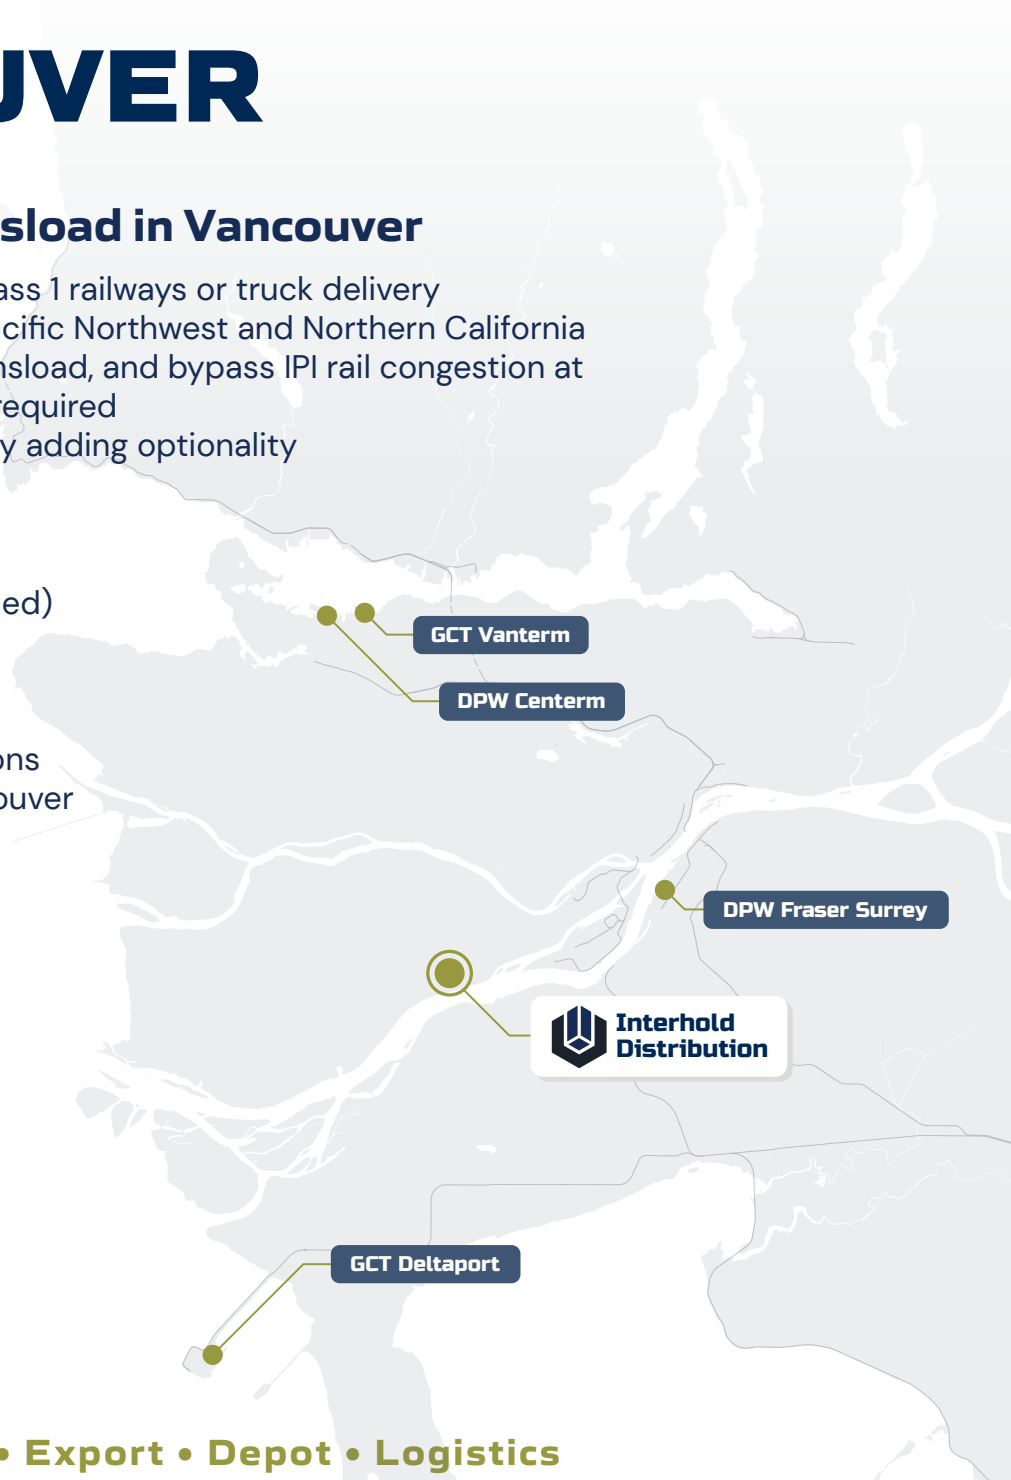 UVER
sload in Vancouver
ass 1 railways or truck delivery
cific Northwest and Northern California
nsload, and bypass IPI rail congestion at
required
y adding optionality
ed)
GCT Vanterm
DPW Centerm
ons
ouver
DPW Fraser Surrey
Interhold
Distribution
GCT Deltaport
• Export • Depot • Logistics